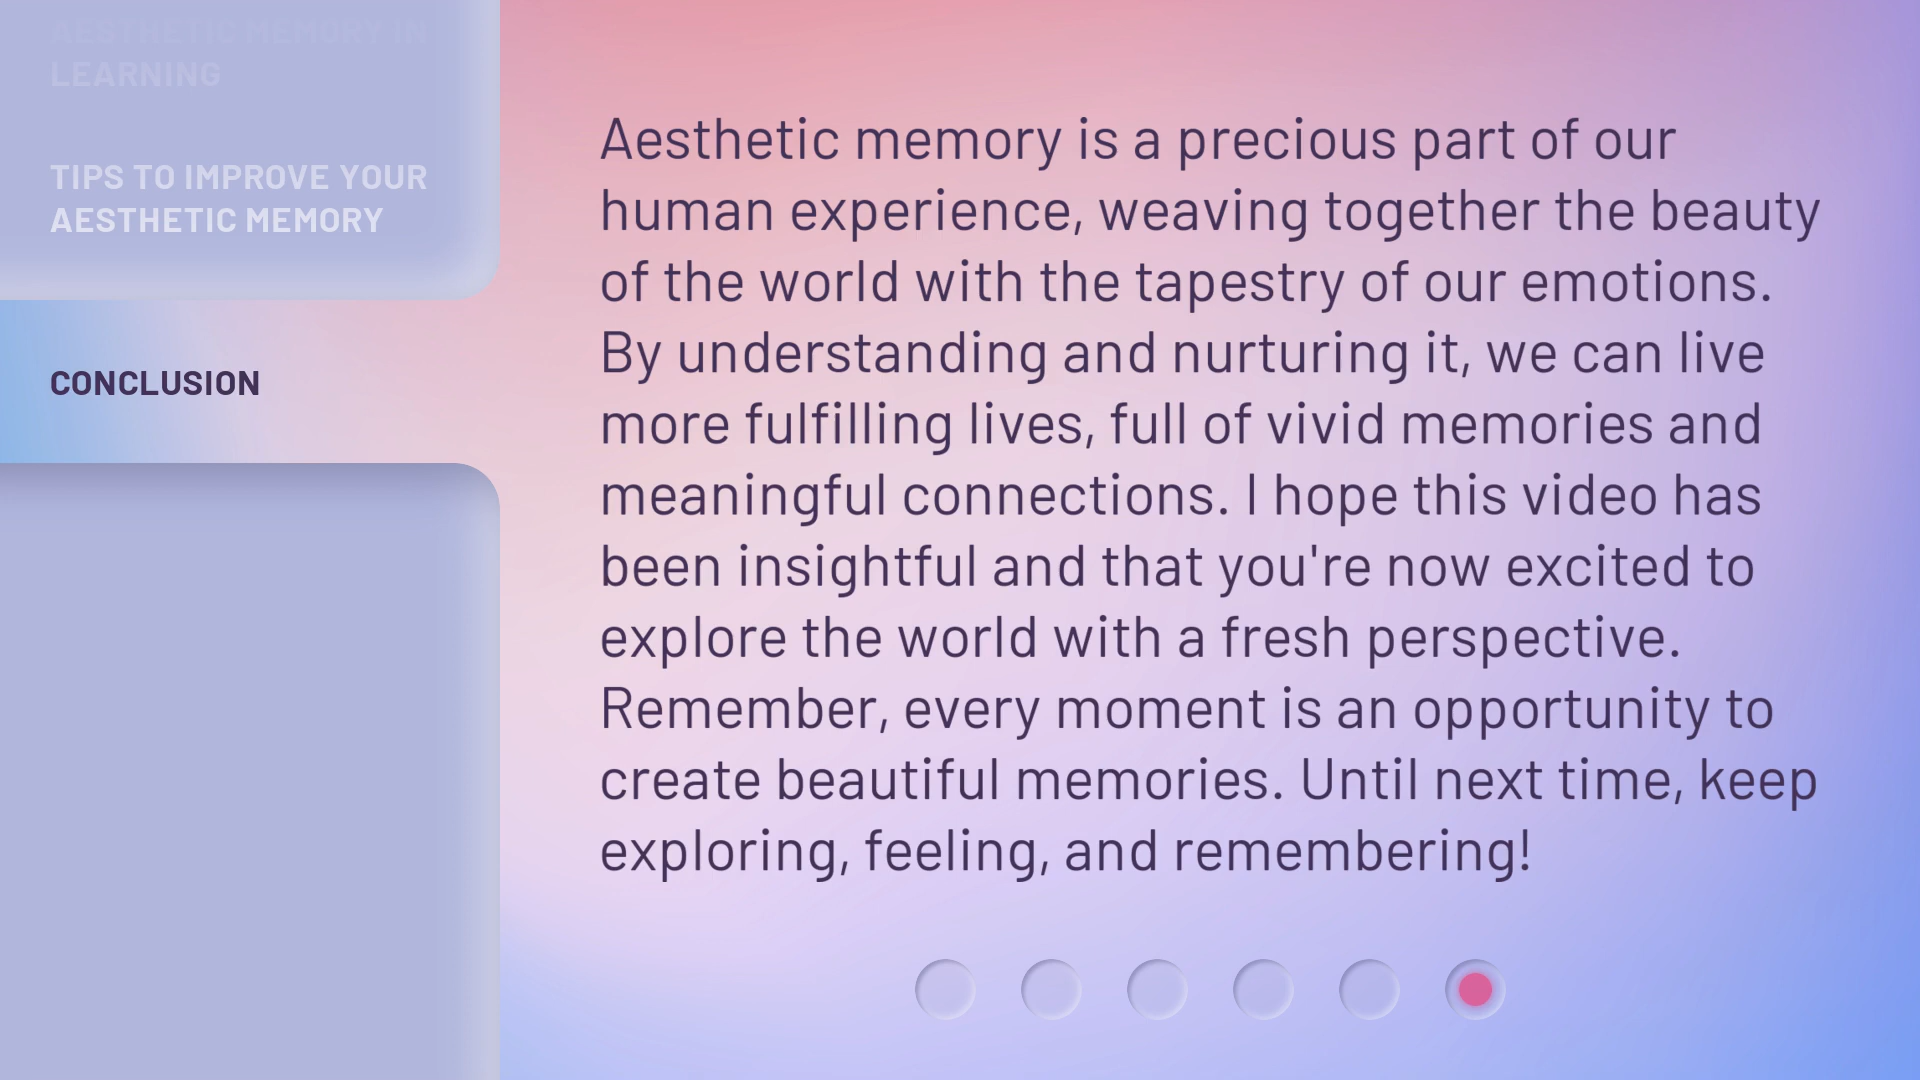 AESTHETIC MEMORY IN
LEARNING
TIPS TO IMPROVE YOUR
AESTHETIC MEMORY
CONCLUSION
Aesthetic memory is a precious part of our
human experience, weaving together the beauty
of the world with the tapestry of our emotions.
By understanding and nurturing it, we can live
more fulfilling lives, full of vivid memories and
meaningful connections. I hope this video has
been insightful and that you're now excited to
explore the world with a fresh perspective.
Remember, every moment is an opportunity to
create beautiful memories. Until next time, keep
exploring, feeling, and remembering!